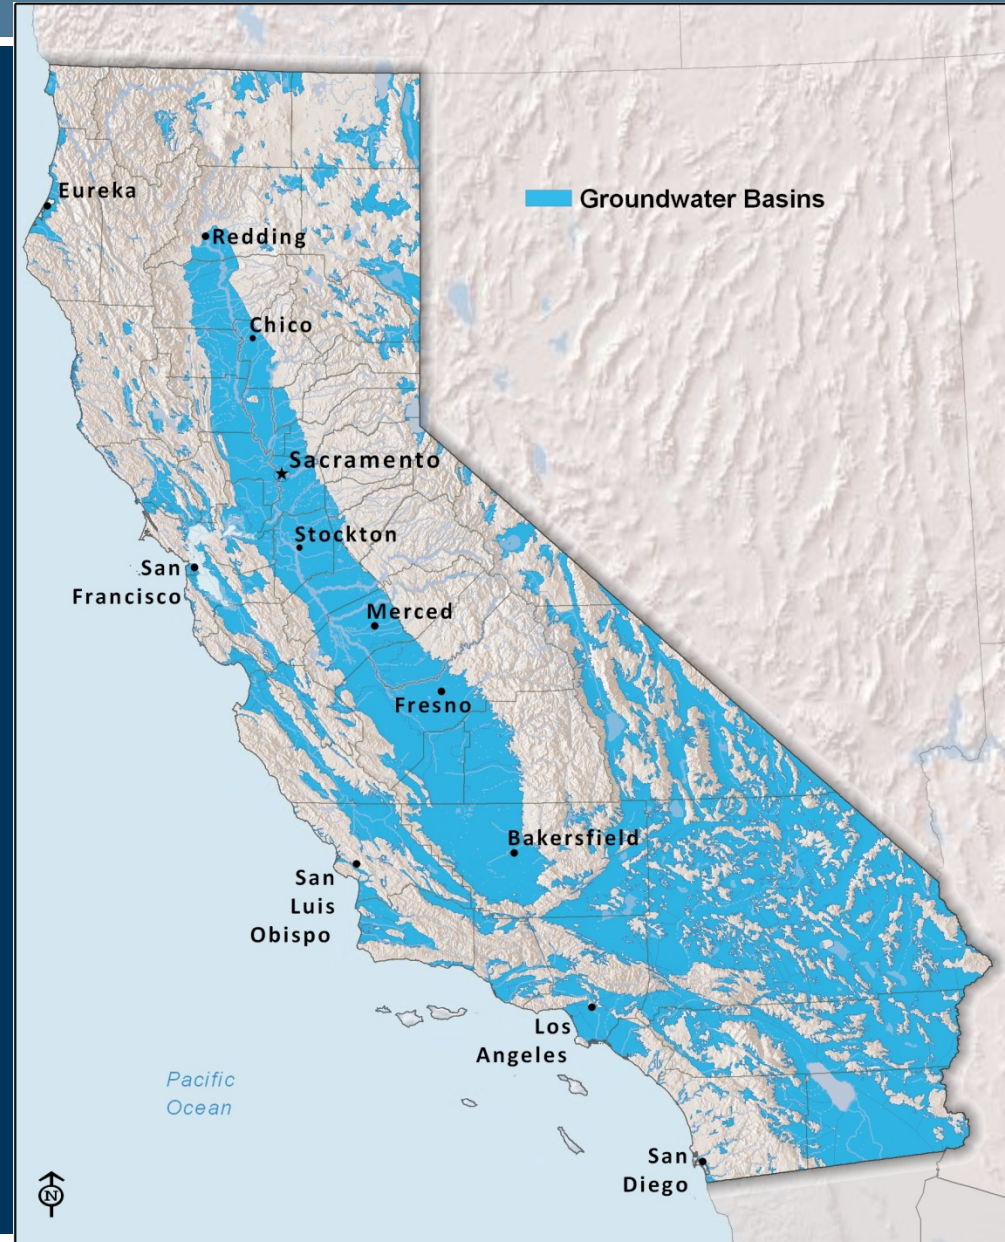 Eureka
Groundwater Basins
Redding
Chico
Sacramento
Stockton
San
Francisco
Merced
Fresno
Bakersfield
San
Luis
Obispo
Los
Angeles
Pacific
Ocean
San
Diego
N